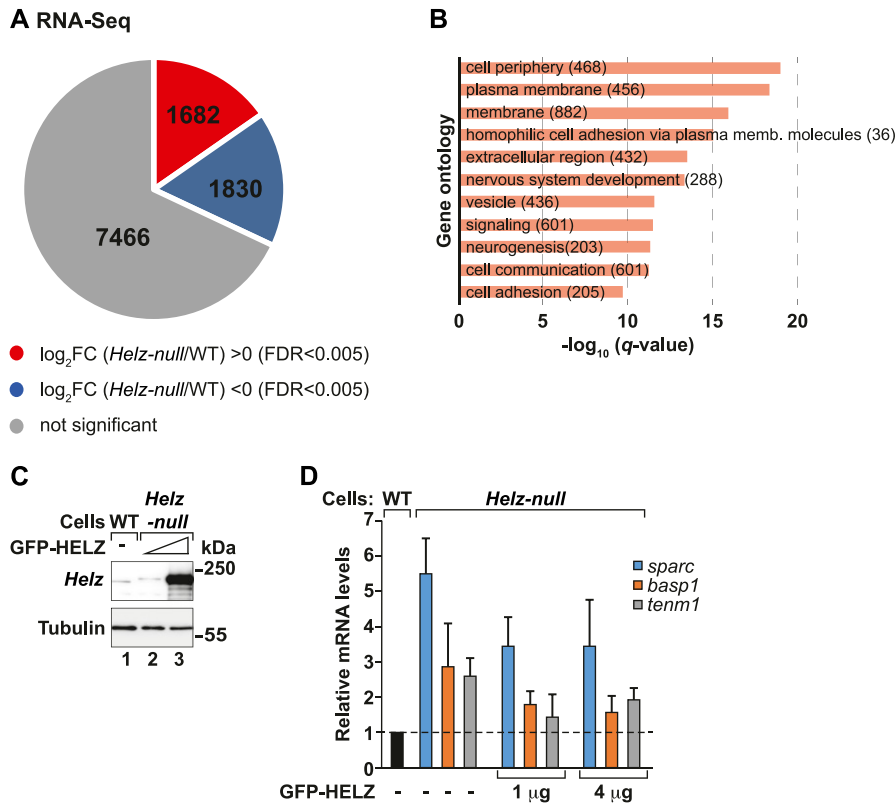 A RNA-Seq
1682
1830
7466
log2FC (Helz-null/WT) >0 (FDR<0.005)
log2FC (Helz-null/WT) <0 (FDR<0.005)
not significant
B
Gene ontology
cell periphery (468)
plasma membrane (456)
membrane (882)
homophilic cell adhesion via plasma memb. molecules (36)
extracellular region (432)
nervous system development (288)
vesicle (436)
signaling (601)
neurogenesis(203)
cell communication (601)
cell adhesion (205)
0 5 10 15 20
-log10 (q-value)
C
Helz
Cells WT -null
GFP-HELZ - kDa
Helz -250
Tubulin -55
1 2 3
D
Cells: WT Helz-null
Relative mRNA levels
7
6
5
4
3
2
1
0
sparc
basp1
tenm1
GFP-HELZ - - - - 1 μg 4 μg